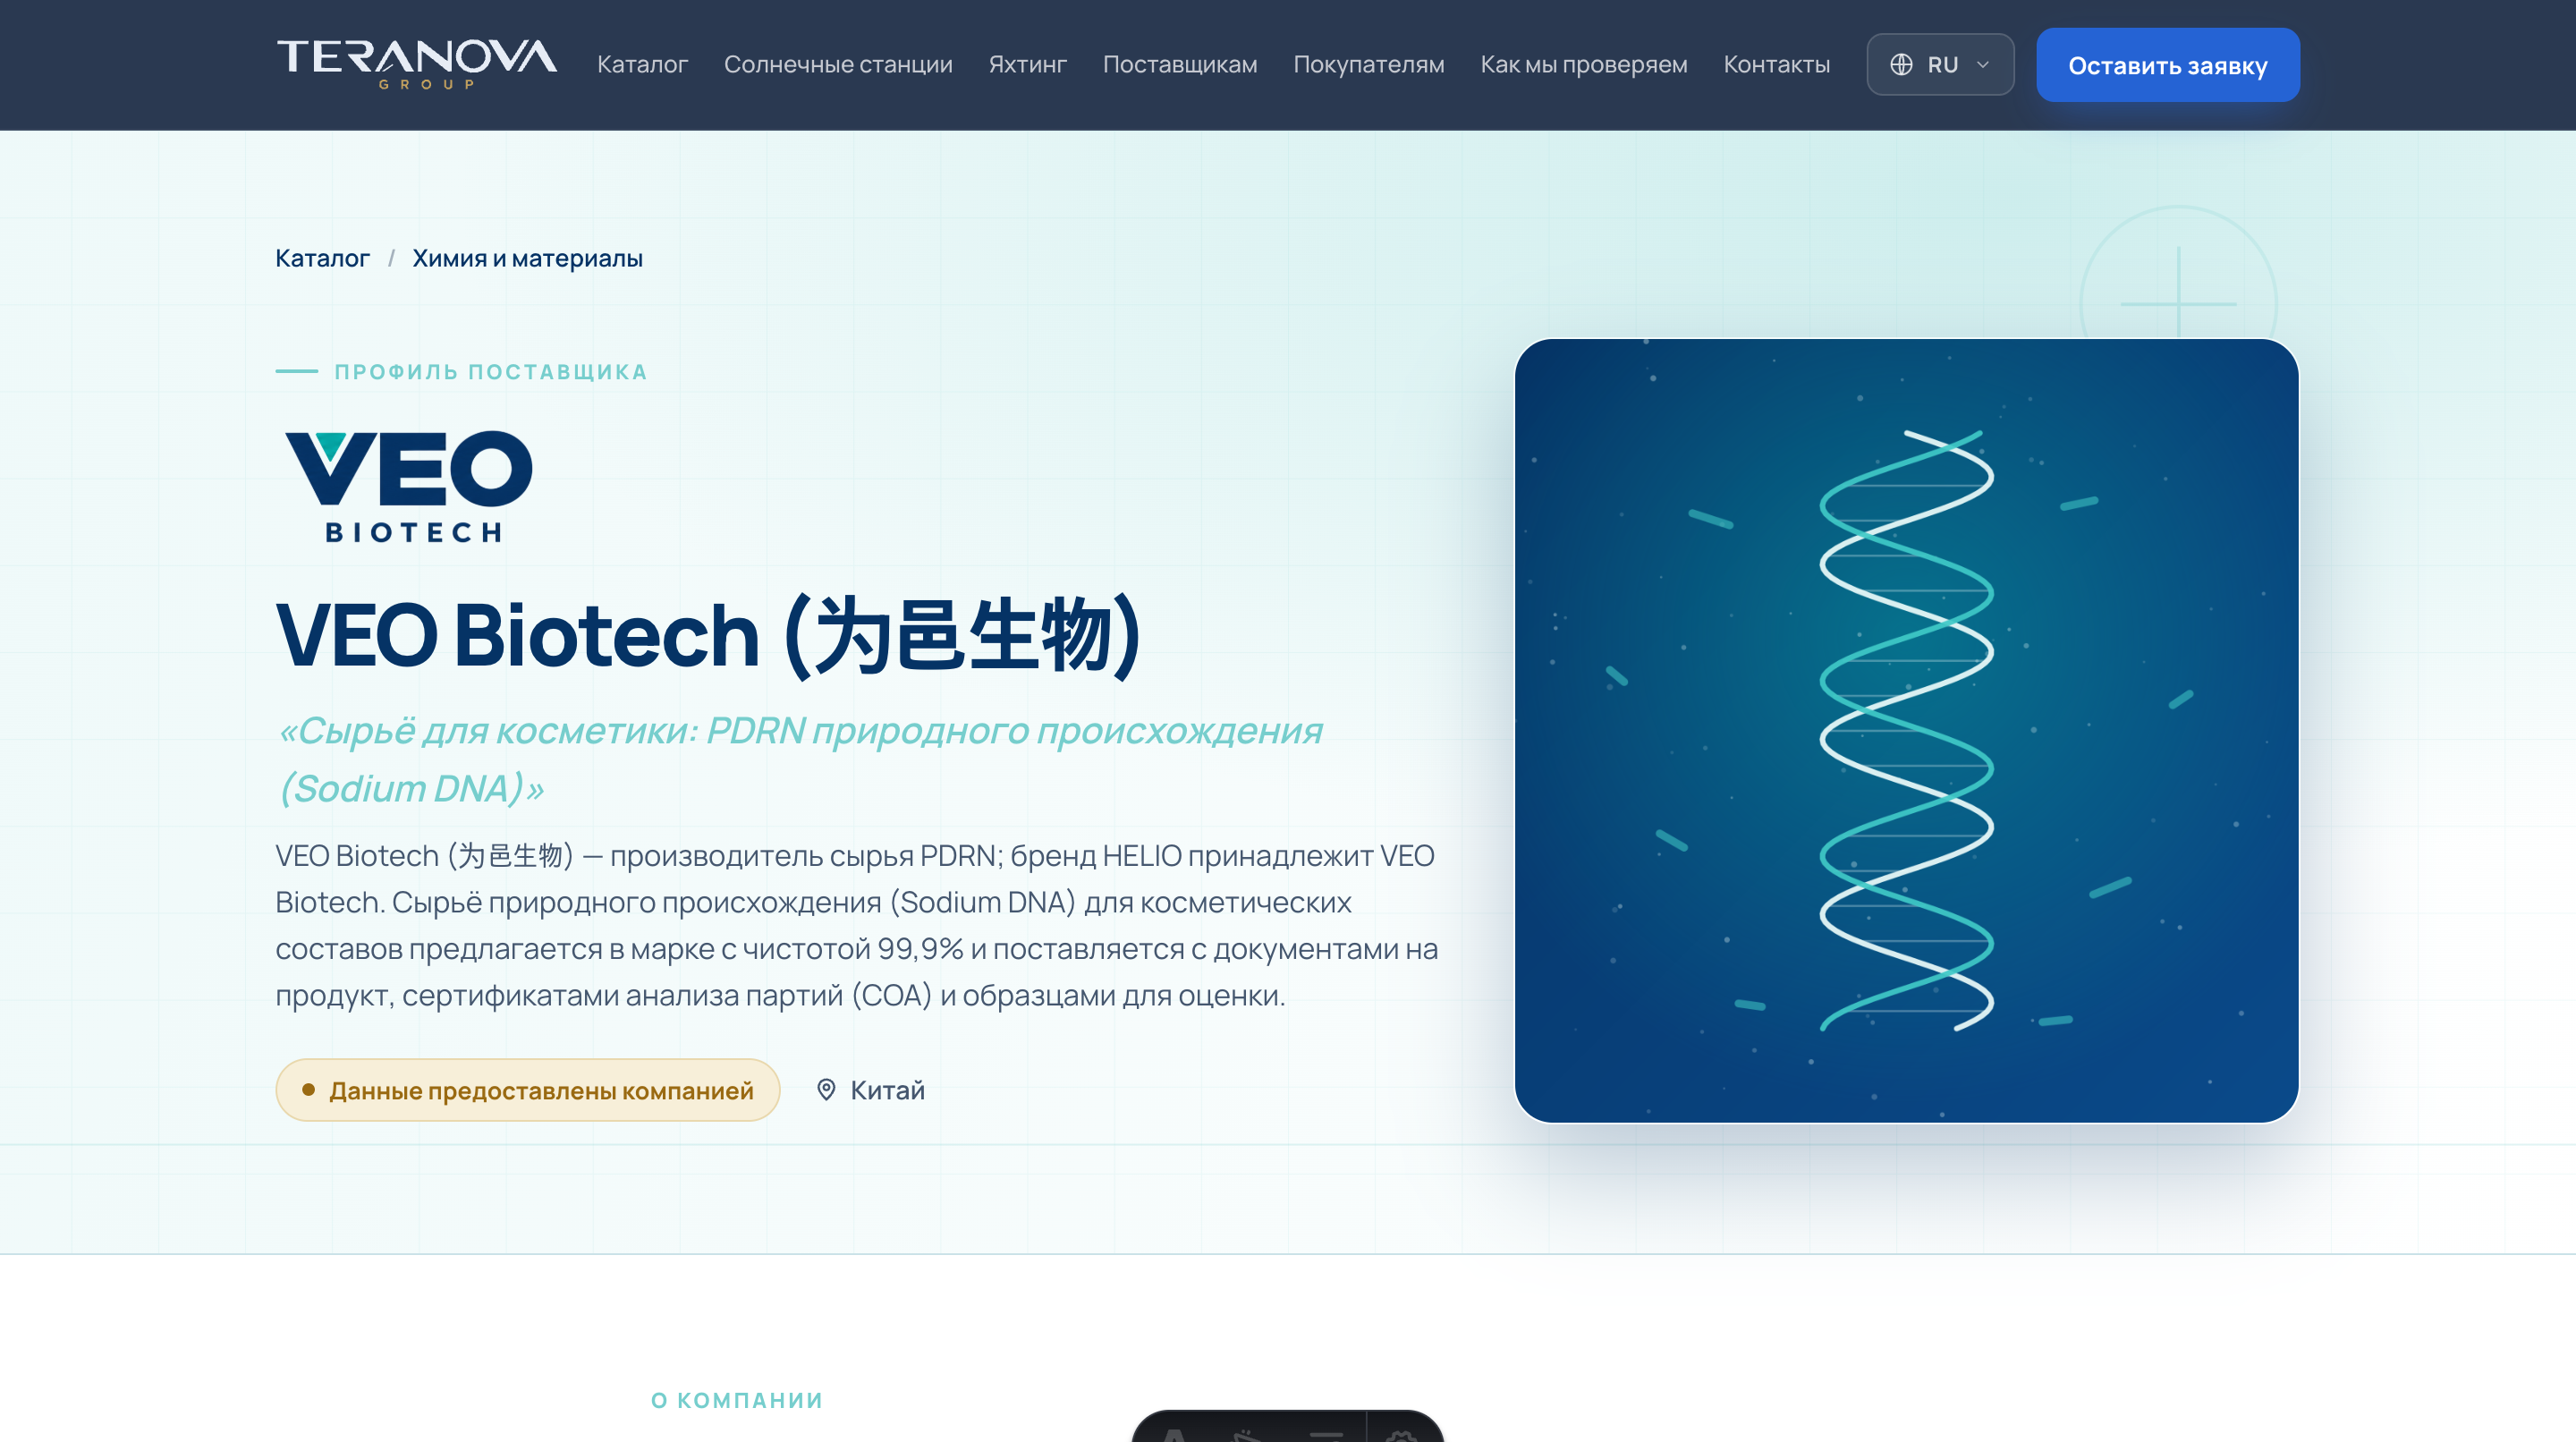 TERANOVA
GROUP
Каталог
Солнечные станции
Яхтинг
Поставщикам
Покупателям
Как мы проверяем
Контакты
RU
Оставить заявку
Каталог / Химия и материалы
ПРОФИЛЬ ПОСТАВЩИКА
VEO
BIOTECH
VEO Biotech (为邑生物)
«Сырьё для косметики: PDRN природного происхождения
(Sodium DNA)»
VEO Biotech (为邑生物) — производитель сырья PDRN; бренд HELIO принадлежит VEO
Biotech. Сырьё природного происхождения (Sodium DNA) для косметических
составов предлагается в марке с чистотой 99,9% и поставляется с документами на
продукт, сертификатами анализа партий (COA) и образцами для оценки.
Данные предоставлены компанией
Китай
О КОМПАНИИ